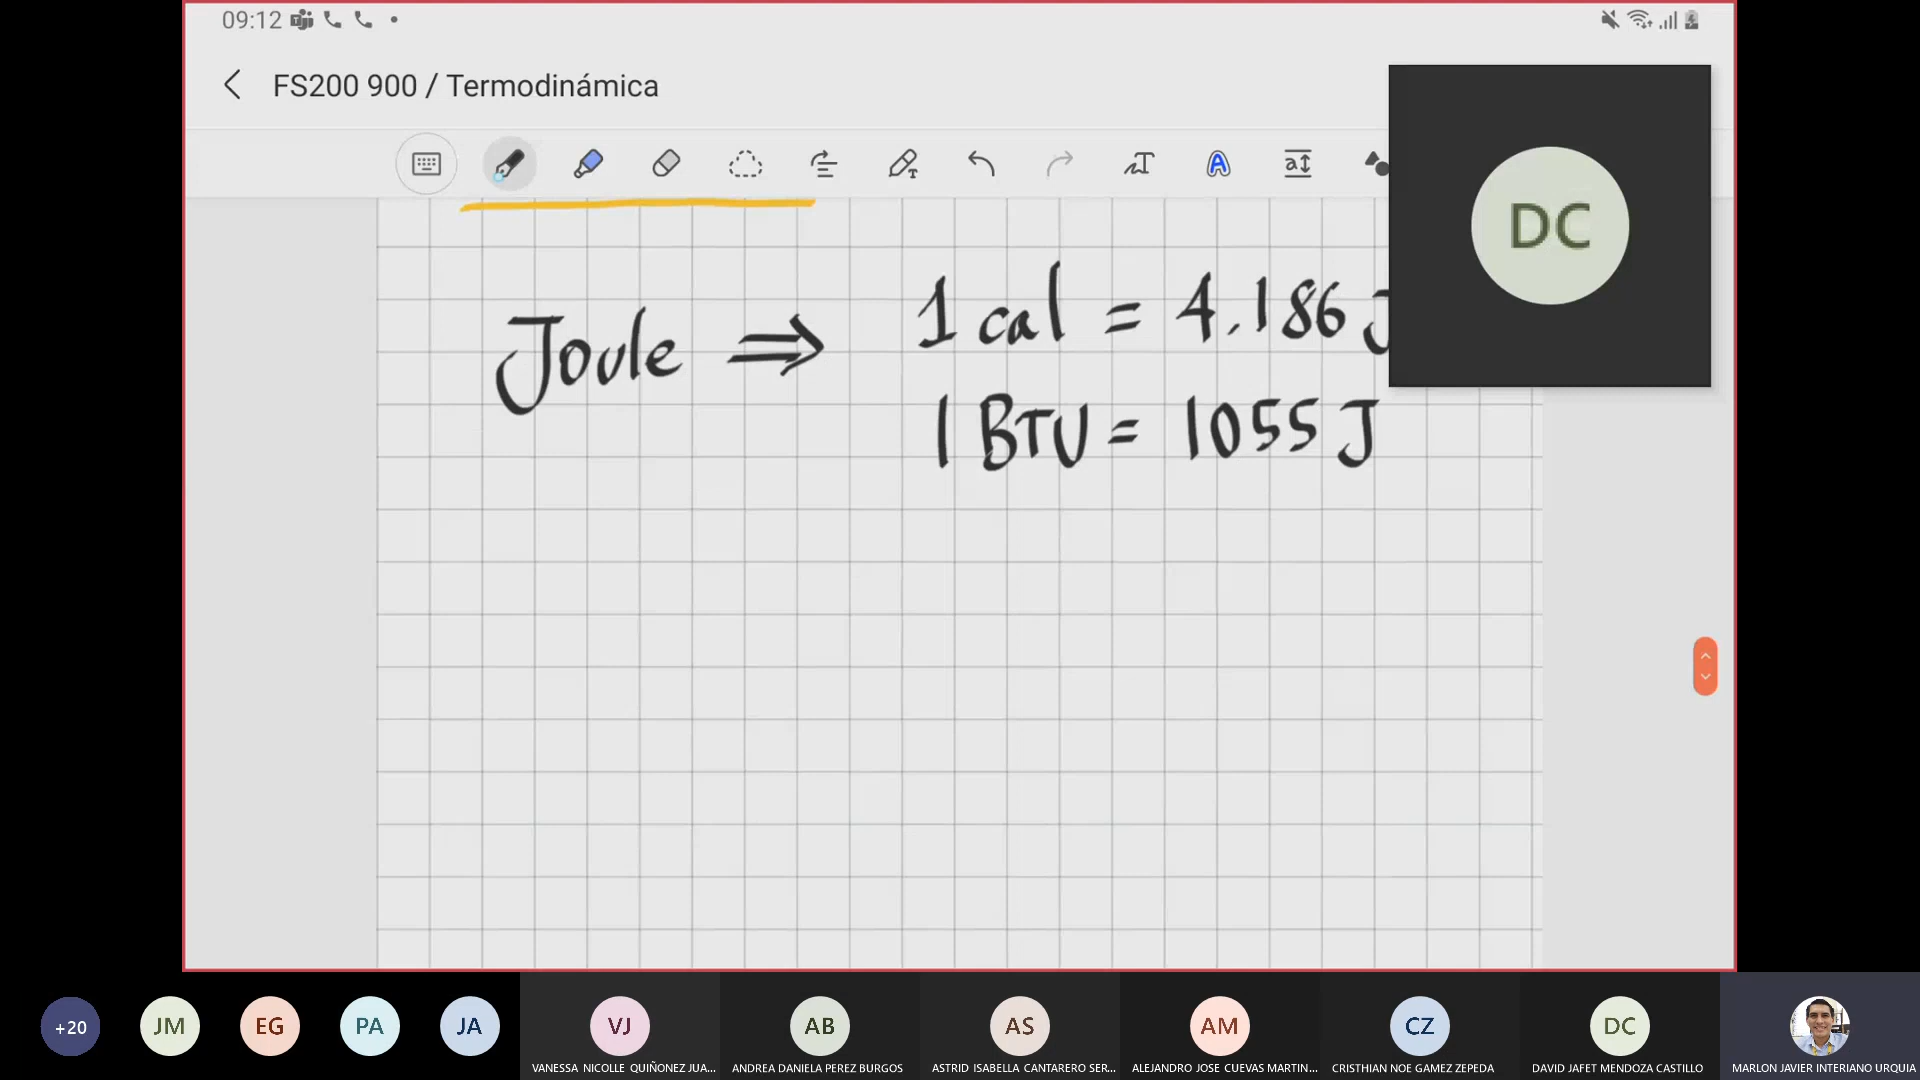 09:12
FS200 900 / Termodinámica
DC
Joule ⇒ 1 cal = 4.186 J
1 BTU = 1055 J
+20
JM
EG
PA
JA
VJ
AB
AS
AM
CZ
DC
VANESSA NICOLLE QUIÑONEZ JUA...
ANDREA DANIELA PEREZ BURGOS
ASTRID ISABELLA CANTARERO SER...
ALEJANDRO JOSE CUEVAS MARTIN...
CRISTHIAN NOE GAMEZ ZEPEDA
DAVID JAFET MENDOZA CASTILLO
MARLON JAVIER INTERIANO URQUIA